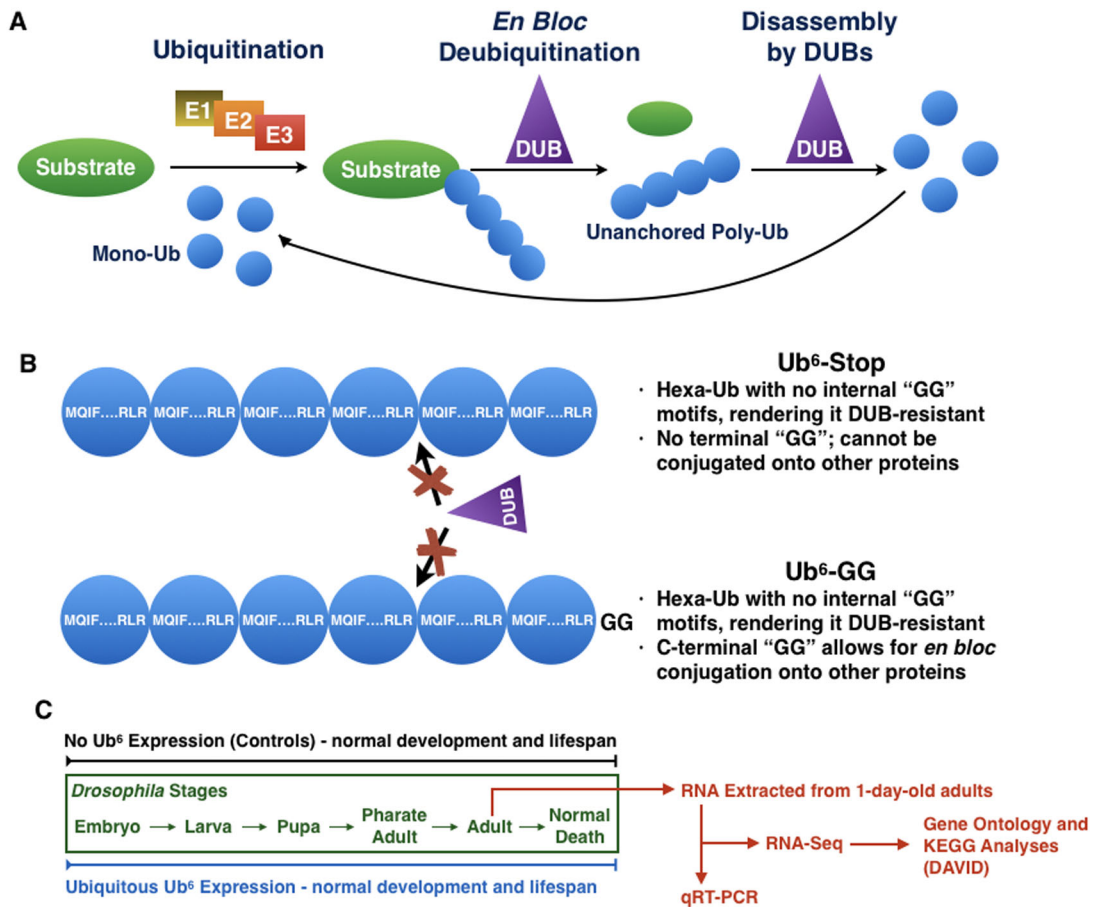 A
Ubiquitination
En Bloc
Deubiquitination
Disassembly
by DUBs
E1
E2
E3
DUB
DUB
Substrate
Substrate
Mono-Ub
Unanchored Poly-Ub
B
MQIF....RLR MQIF....RLR MQIF....RLR MQIF....RLR MQIF....RLR MQIF....RLR
Ub⁶-Stop
· Hexa-Ub with no internal “GG”
motifs, rendering it DUB-resistant
· No terminal “GG”; cannot be
conjugated onto other proteins
DUB
MQIF....RLR MQIF....RLR MQIF....RLR MQIF....RLR MQIF....RLR MQIF....RLR GG
Ub⁶-GG
· Hexa-Ub with no internal “GG”
motifs, rendering it DUB-resistant
· C-terminal “GG” allows for en bloc
conjugation onto other proteins
C
No Ub⁶ Expression (Controls) - normal development and lifespan
Drosophila Stages
Embryo
Larva
Pupa
Pharate
Adult
Adult
Normal
Death
Ubiquitous Ub⁶ Expression - normal development and lifespan
RNA Extracted from 1-day-old adults
RNA-Seq
Gene Ontology and
KEGG Analyses
(DAVID)
qRT-PCR